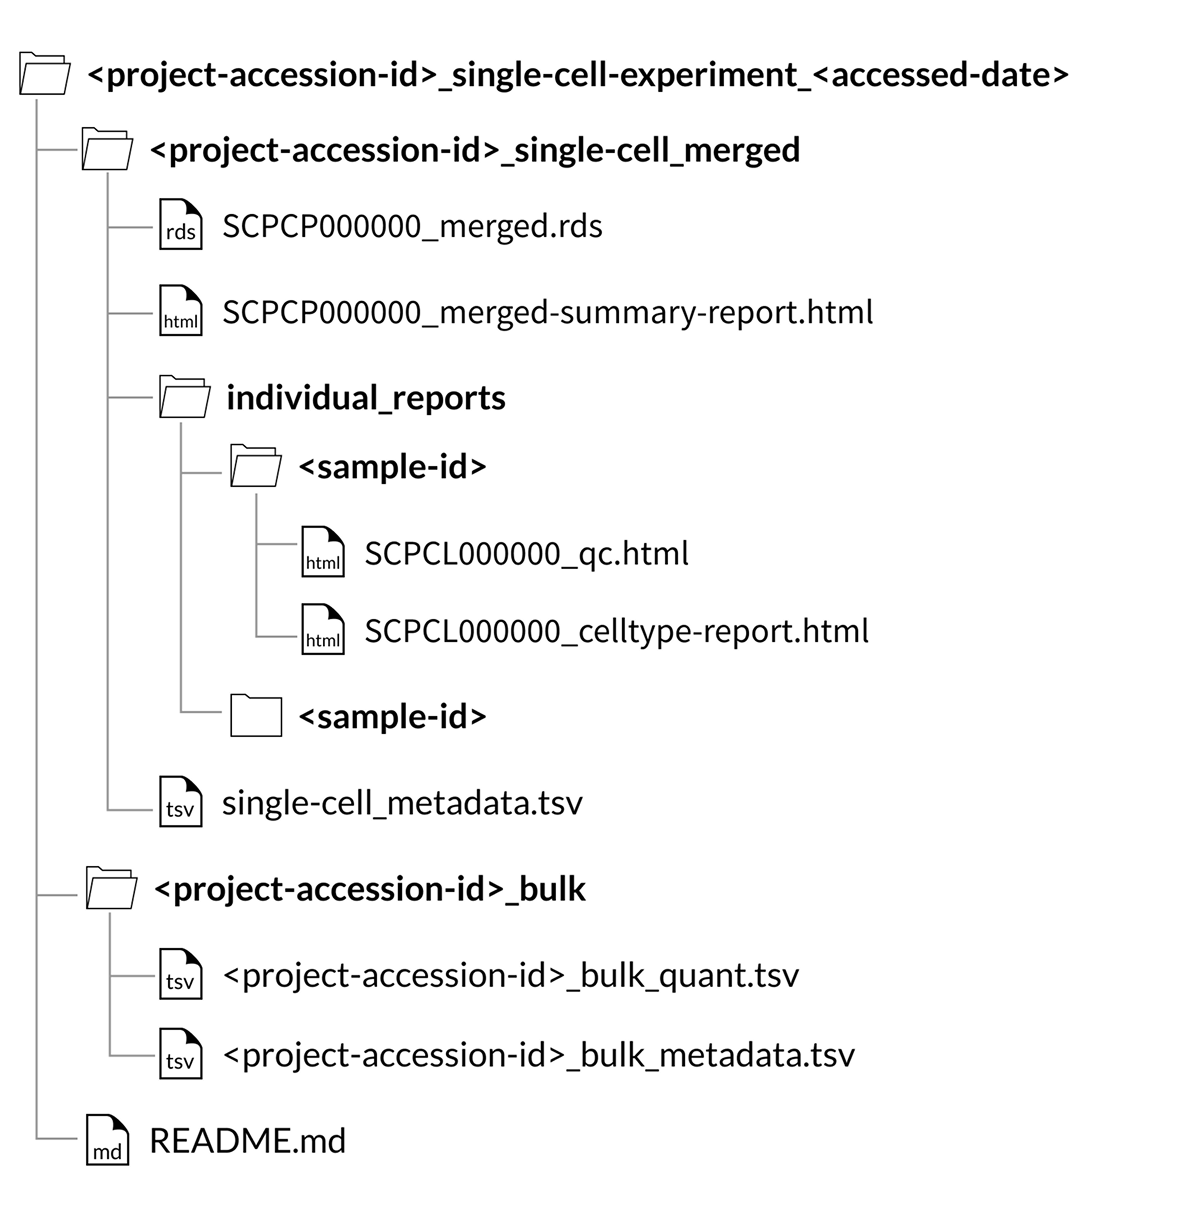 <project-accession-id>_single-cell-experiment_<accessed-date>
<project-accession-id>_single-cell_merged
rds SCPCP000000_merged.rds
html SCPCP000000_merged-summary-report.html
individual_reports
<sample-id>
html SCPCL000000_qc.html
html SCPCL000000_celltype-report.html
<sample-id>
tsv single-cell_metadata.tsv
<project-accession-id>_bulk
tsv <project-accession-id>_bulk_quant.tsv
tsv <project-accession-id>_bulk_metadata.tsv
md README.md